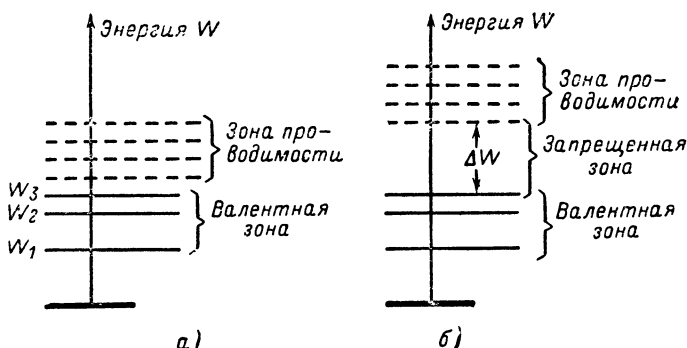 Энергия W
Зона про-
водимости
W3
W2
W1
Валентная
зона
а)
Энергия W
Зона про-
водимости
ΔW
Запрещенная
зона
Валентная
зона
б)